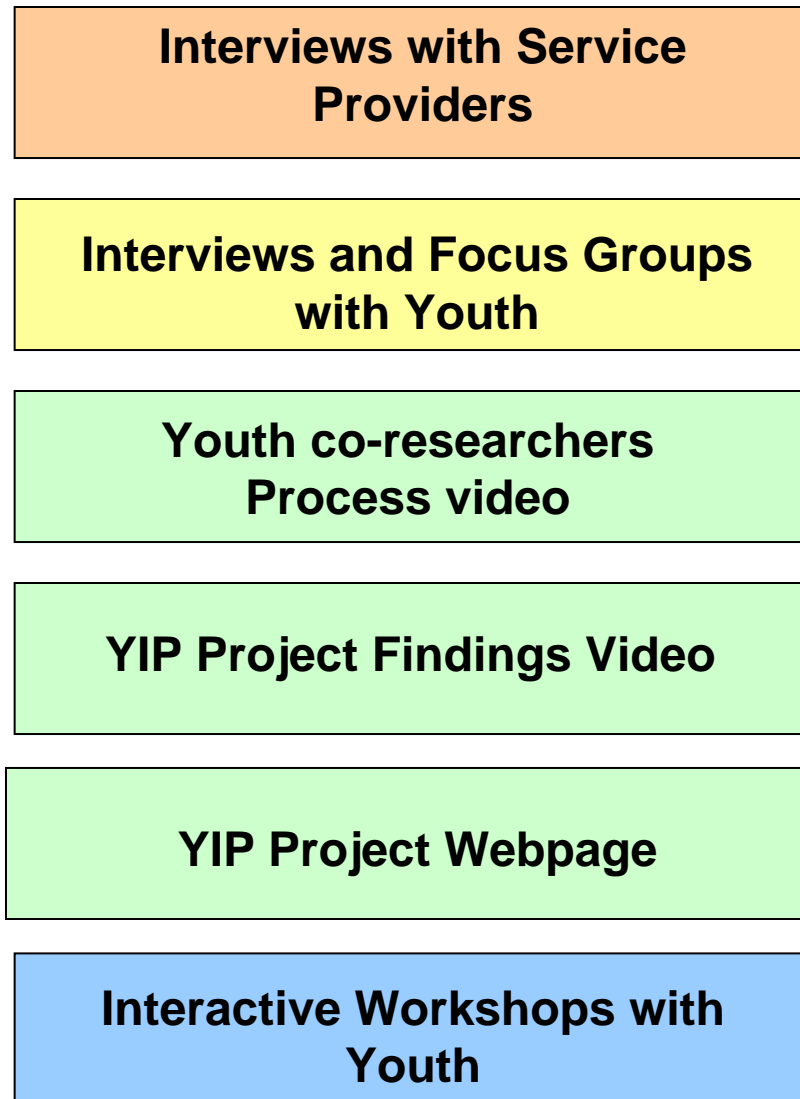 Interviews with Service
Providers
Interviews and Focus Groups
with Youth
Youth co-researchers
Process video
YIP Project Findings Video
YIP Project Webpage
Interactive Workshops with
Youth